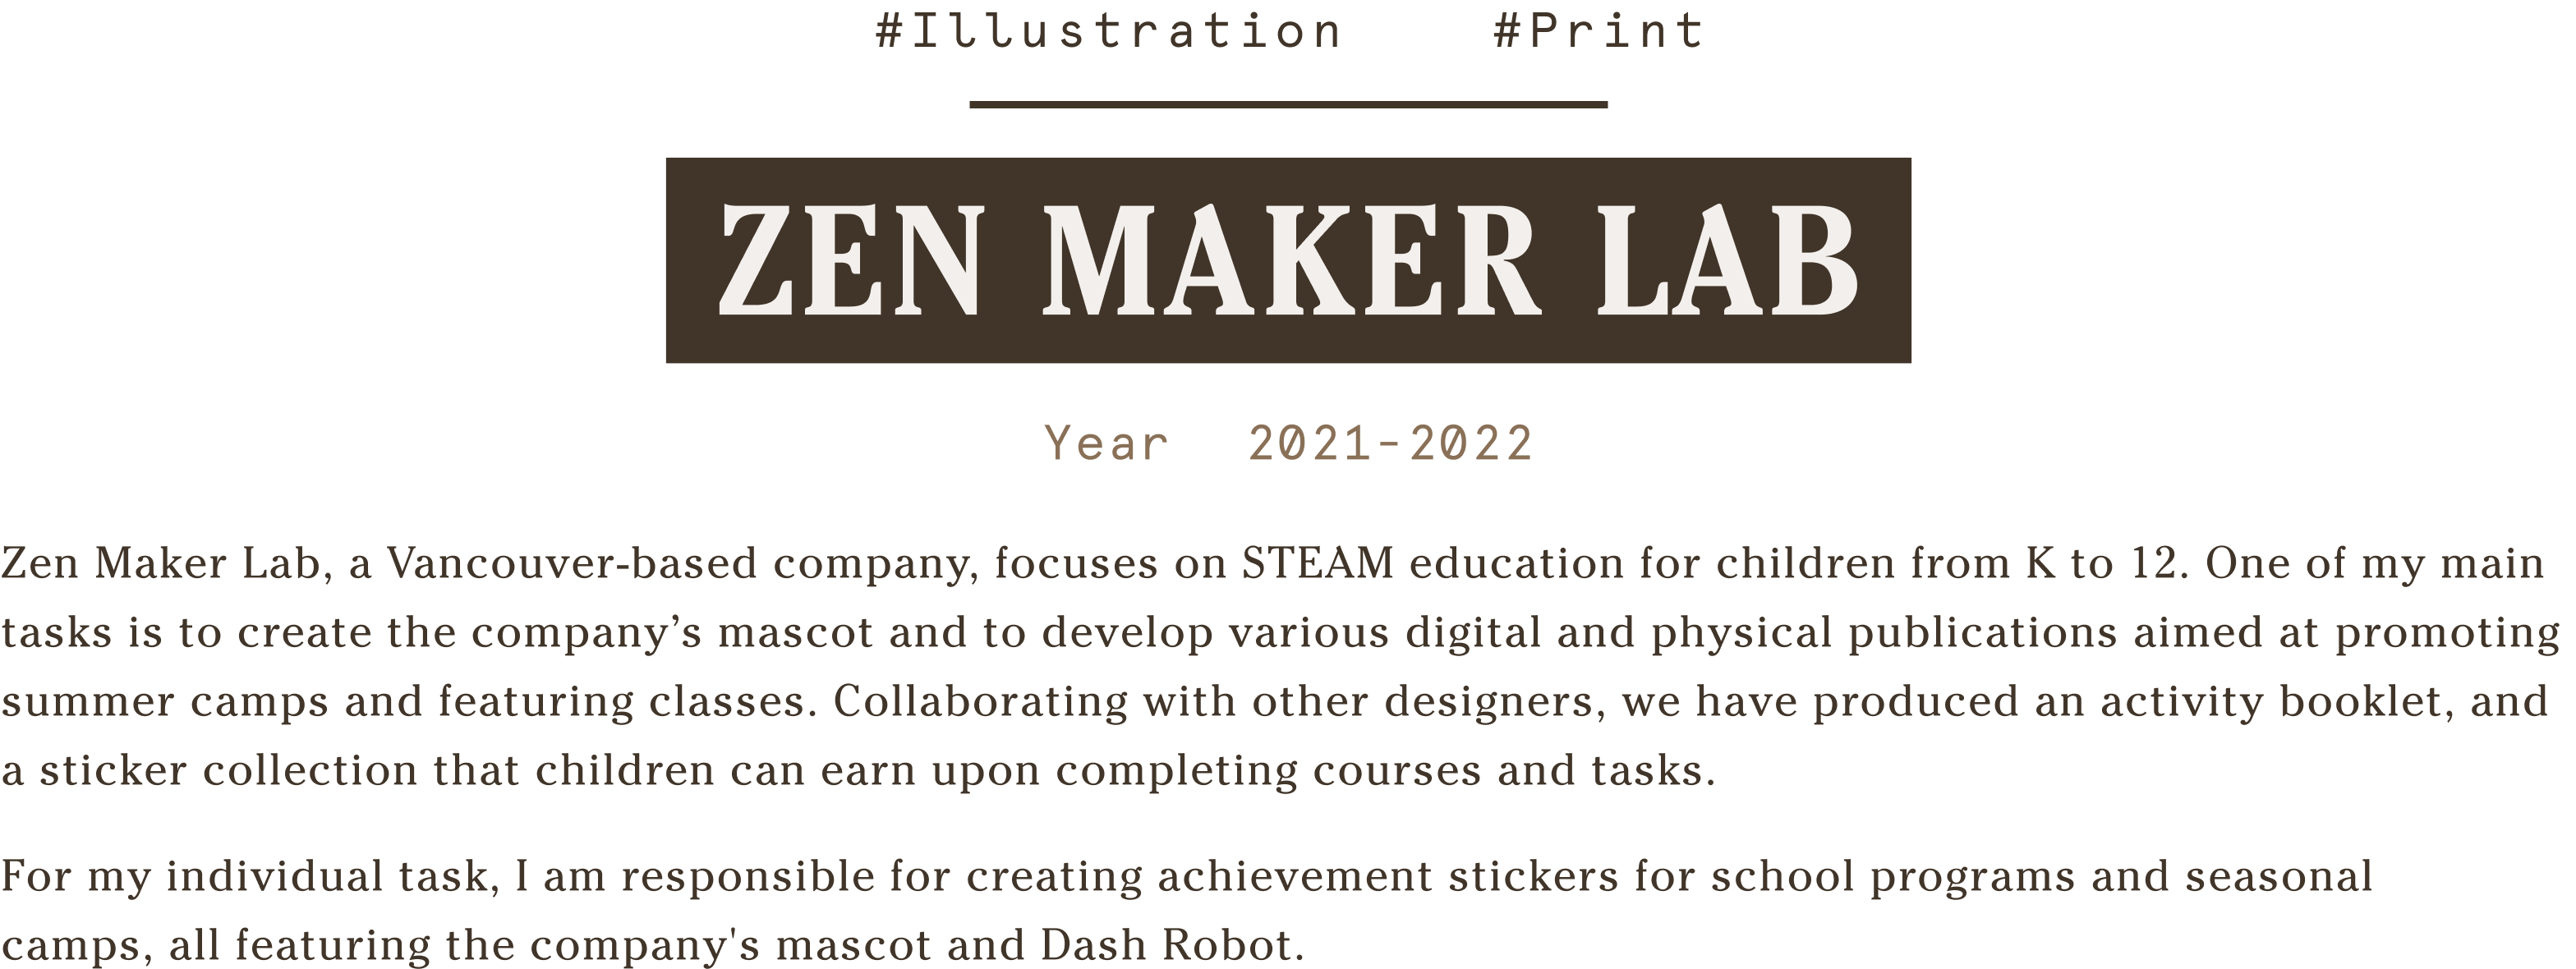 #Illustration #Print
ZEN MAKER LAB
Year 2021-2022
Zen Maker Lab, a Vancouver-based company, focuses on STEAM education for children from K to 12. One of my main
tasks is to create the company’s mascot and to develop various digital and physical publications aimed at promoting
summer camps and featuring classes. Collaborating with other designers, we have produced an activity booklet, and
a sticker collection that children can earn upon completing courses and tasks.
For my individual task, I am responsible for creating achievement stickers for school programs and seasonal
camps, all featuring the company's mascot and Dash Robot.